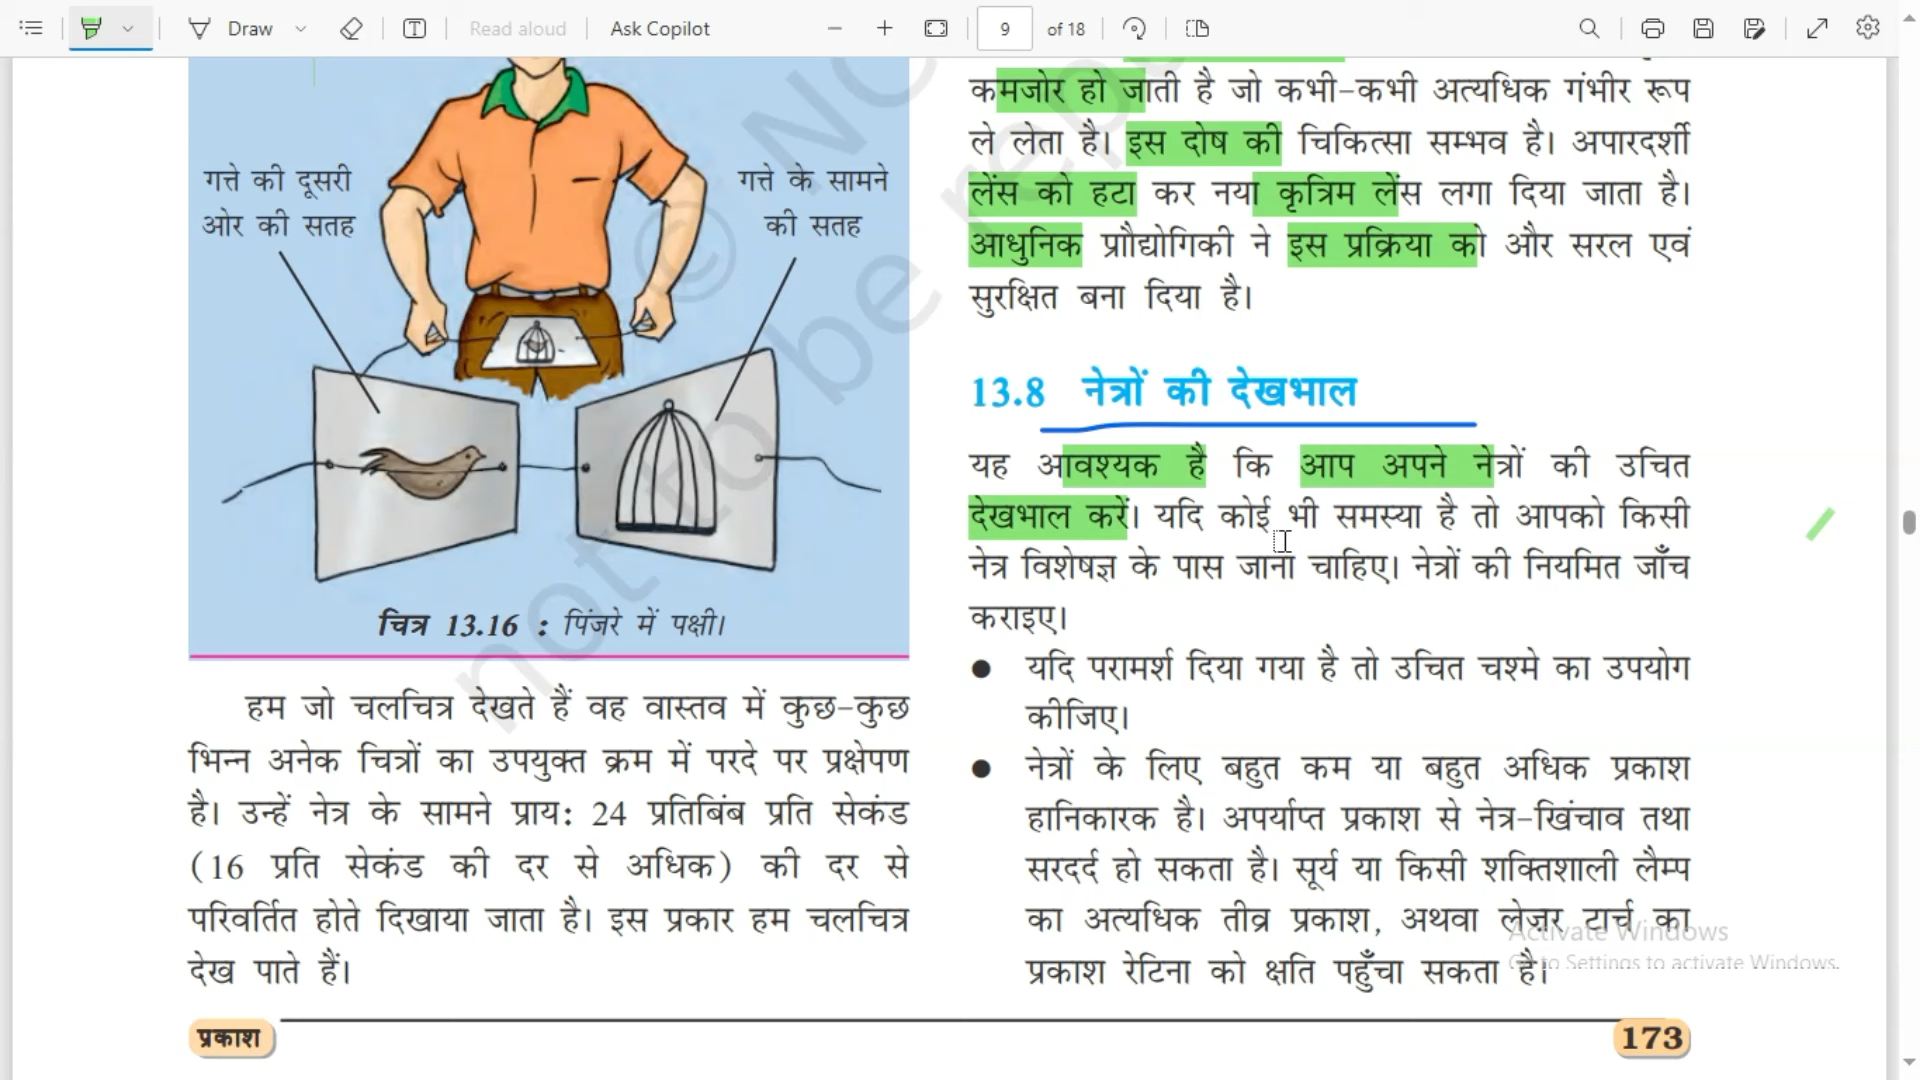 Draw
Read aloud
Ask Copilot
9
of 18
गत्ते की दूसरी
ओर की सतह
गत्ते के सामने
की सतह
चित्र 13.16 : पिंजरे में पक्षी।
हम जो चलचित्र देखते हैं वह वास्तव में कुछ-कुछ
भिन्न अनेक चित्रों का उपयुक्त क्रम में परदे पर प्रक्षेपण
है। उन्हें नेत्र के सामने प्राय: 24 प्रतिबिंब प्रति सेकंड
(16 प्रति सेकंड की दर से अधिक) की दर से
परिवर्तित होते दिखाया जाता है। इस प्रकार हम चलचित्र
देख पाते हैं।
कमजोर हो जाती है जो कभी-कभी अत्यधिक गंभीर रूप
ले लेता है। इस दोष की चिकित्सा सम्भव है। अपारदर्शी
लेंस को हटा कर नया कृत्रिम लेंस लगा दिया जाता है।
आधुनिक प्रौद्योगिकी ने इस प्रक्रिया को और सरल एवं
सुरक्षित बना दिया है।
13.8 नेत्रों की देखभाल
यह आवश्यक है कि आप अपने नेत्रों की उचित
देखभाल करें। यदि कोई भी समस्या है तो आपको किसी
नेत्र विशेषज्ञ के पास जाना चाहिए। नेत्रों की नियमित जाँच
कराइए।
● यदि परामर्श दिया गया है तो उचित चश्मे का उपयोग
कीजिए।
● नेत्रों के लिए बहुत कम या बहुत अधिक प्रकाश
हानिकारक है। अपर्याप्त प्रकाश से नेत्र-खिंचाव तथा
सरदर्द हो सकता है। सूर्य या किसी शक्तिशाली लैम्प
का अत्यधिक तीव्र प्रकाश, अथवा लेज़र टार्च का
प्रकाश रेटिना को क्षति पहुँचा सकता है।
Activate Windows
Go to Settings to activate Windows.
प्रकाश
173
© NC
not to be rep